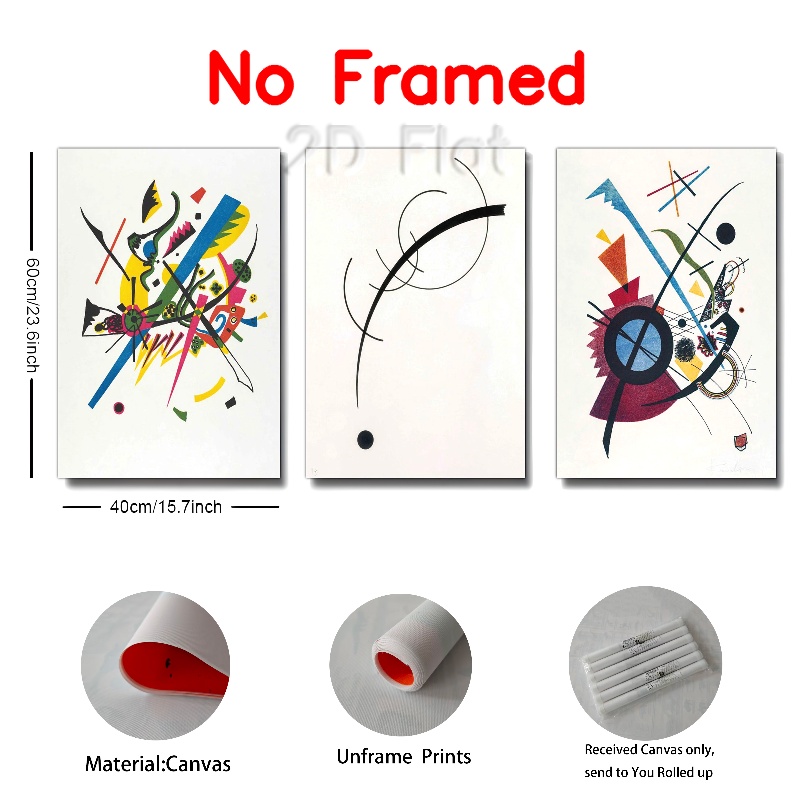 No Framed
2D Flat
60cm/23.6inch
40cm/15.7inch
Material:Canvas
Unframe Prints
Received Canvas only,
send to You Rolled up